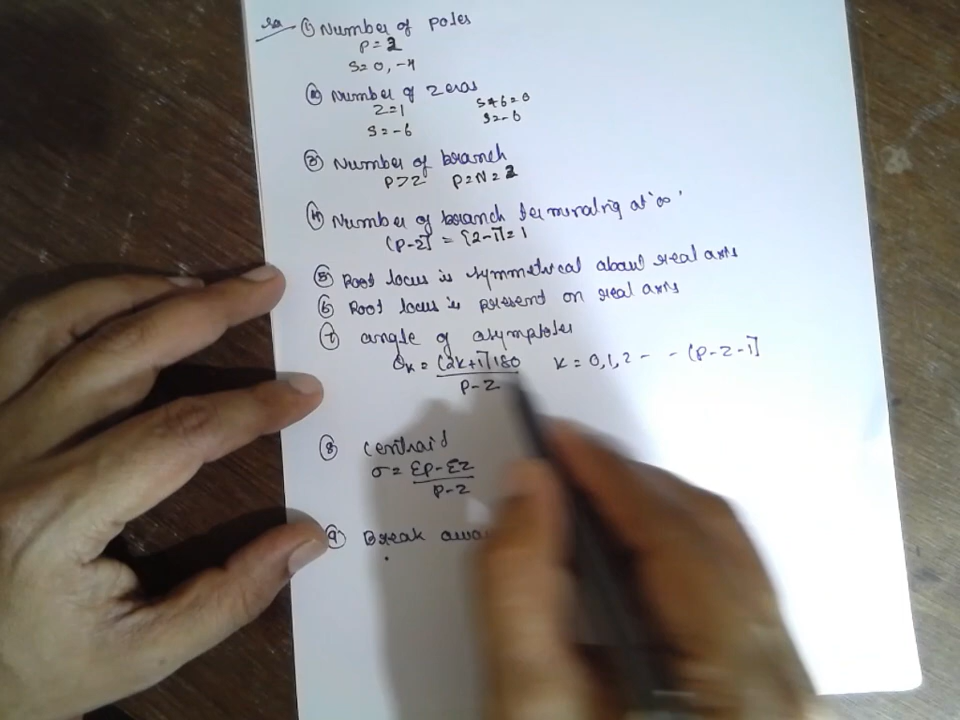 ① Number of poles
P=2
S=0, -4
② Number of zeros
Z=1 S+6=0
S=-6 S=-6
③ Number of branch
P>Z P=N=2
④ Number of branch terminating at '∞'
(P-Z) = [2-1]=1
⑤ Root locus is symmetrical about real axis
⑥ Root locus is present on real axis
⑦ angle of asymptotes
θk = (2k+1)180 / P-Z K=0,1,2 - - (P-Z-1]
⑧ centroid
σ= ΣP-ΣZ / P-Z
⑨ Break away